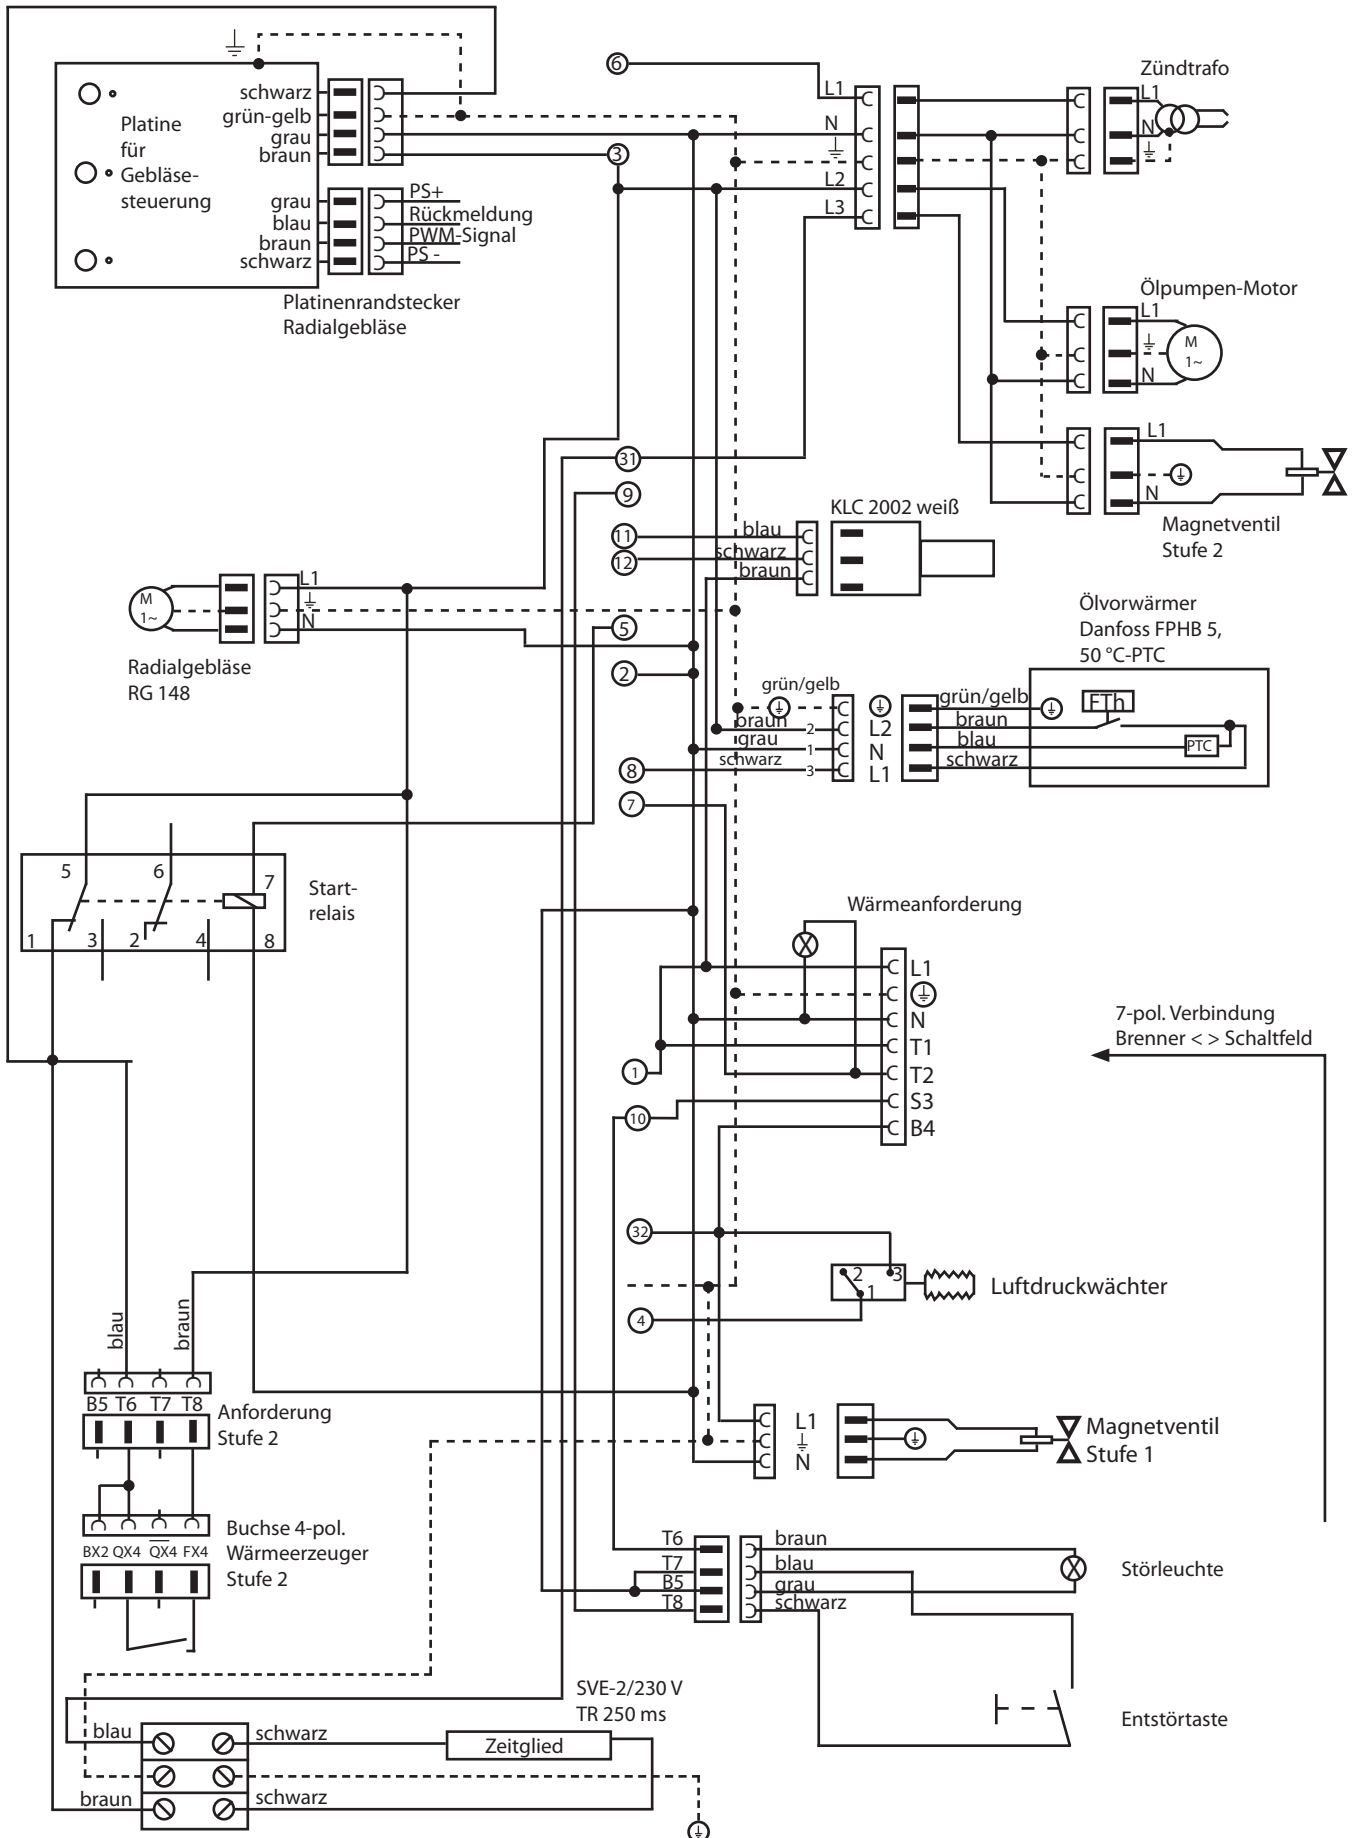 schwarz
grün-gelb
grau
braun
Platine
für
Gebläse-
steuerung
grau
blau
braun
schwarz
PS+
Rückmeldung
PWM-Signal
PS -
Platinenrandstecker
Radialgebläse
6
3
L1
N
L2
L3
Zündtrafo
L1
N
Ölpumpen-Motor
L1
M
1~
N
L1
N
Magnetventil
Stufe 2
31
9
11
12
blau
schwarz
braun
KLC 2002 weiß
M
1~
L1
N
Radialgebläse
RG 148
5
2
8
7
Ölvorwärmer
Danfoss FPHB 5,
50 °C-PTC
grün/gelb
braun
2
grau
1
schwarz
3
L2
N
L1
grün/gelb
braun
blau
schwarz
FTh
PTC
5
6
7
1
3
2
4
8
Start-
relais
Wärmeanforderung
L1
N
T1
T2
S3
B4
1
10
7-pol. Verbindung
Brenner < > Schaltfeld
32
4
2
3
1
Luftdruckwächter
blau
braun
B5 T6 T7 T8
Anforderung
Stufe 2
BX2 QX4 QX4 FX4
Buchse 4-pol.
Wärmeerzeuger
Stufe 2
L1
N
Magnetventil
Stufe 1
T6
T7
B5
T8
braun
blau
grau
schwarz
Störleuchte
Entstörtaste
SVE-2/230 V
TR 250 ms
blau
schwarz
Zeitglied
braun
schwarz